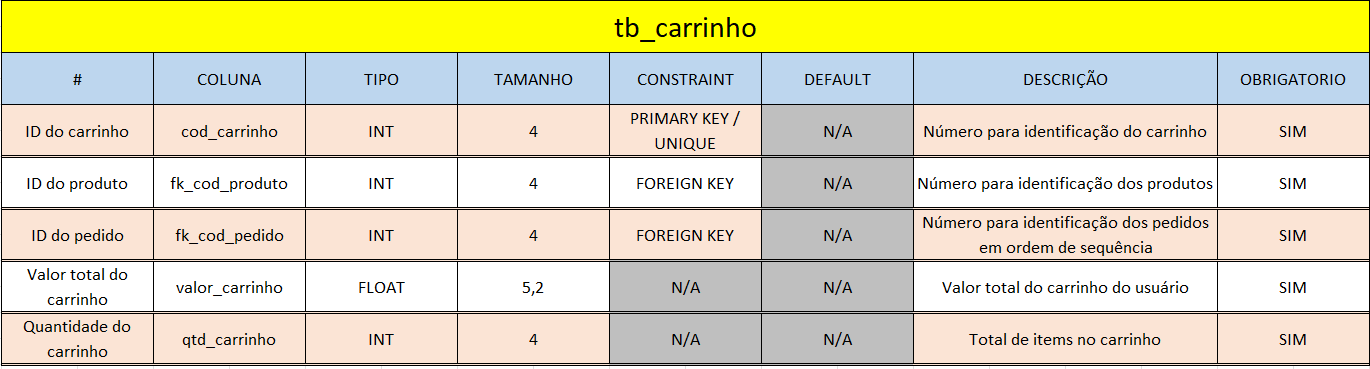 tb_carrinho
# COLUNA TIPO TAMANHO CONSTRAINT DEFAULT DESCRIÇÃO OBRIGATORIO
ID do carrinho cod_carrinho INT 4 PRIMARY KEY / UNIQUE N/A Número para identificação do carrinho SIM
ID do produto fk_cod_produto INT 4 FOREIGN KEY N/A Número para identificação dos produtos SIM
ID do pedido fk_cod_pedido INT 4 FOREIGN KEY N/A Número para identificação dos pedidos em ordem de sequência SIM
Valor total do carrinho valor_carrinho FLOAT 5,2 N/A N/A Valor total do carrinho do usuário SIM
Quantidade do carrinho qtd_carrinho INT 4 N/A N/A Total de items no carrinho SIM